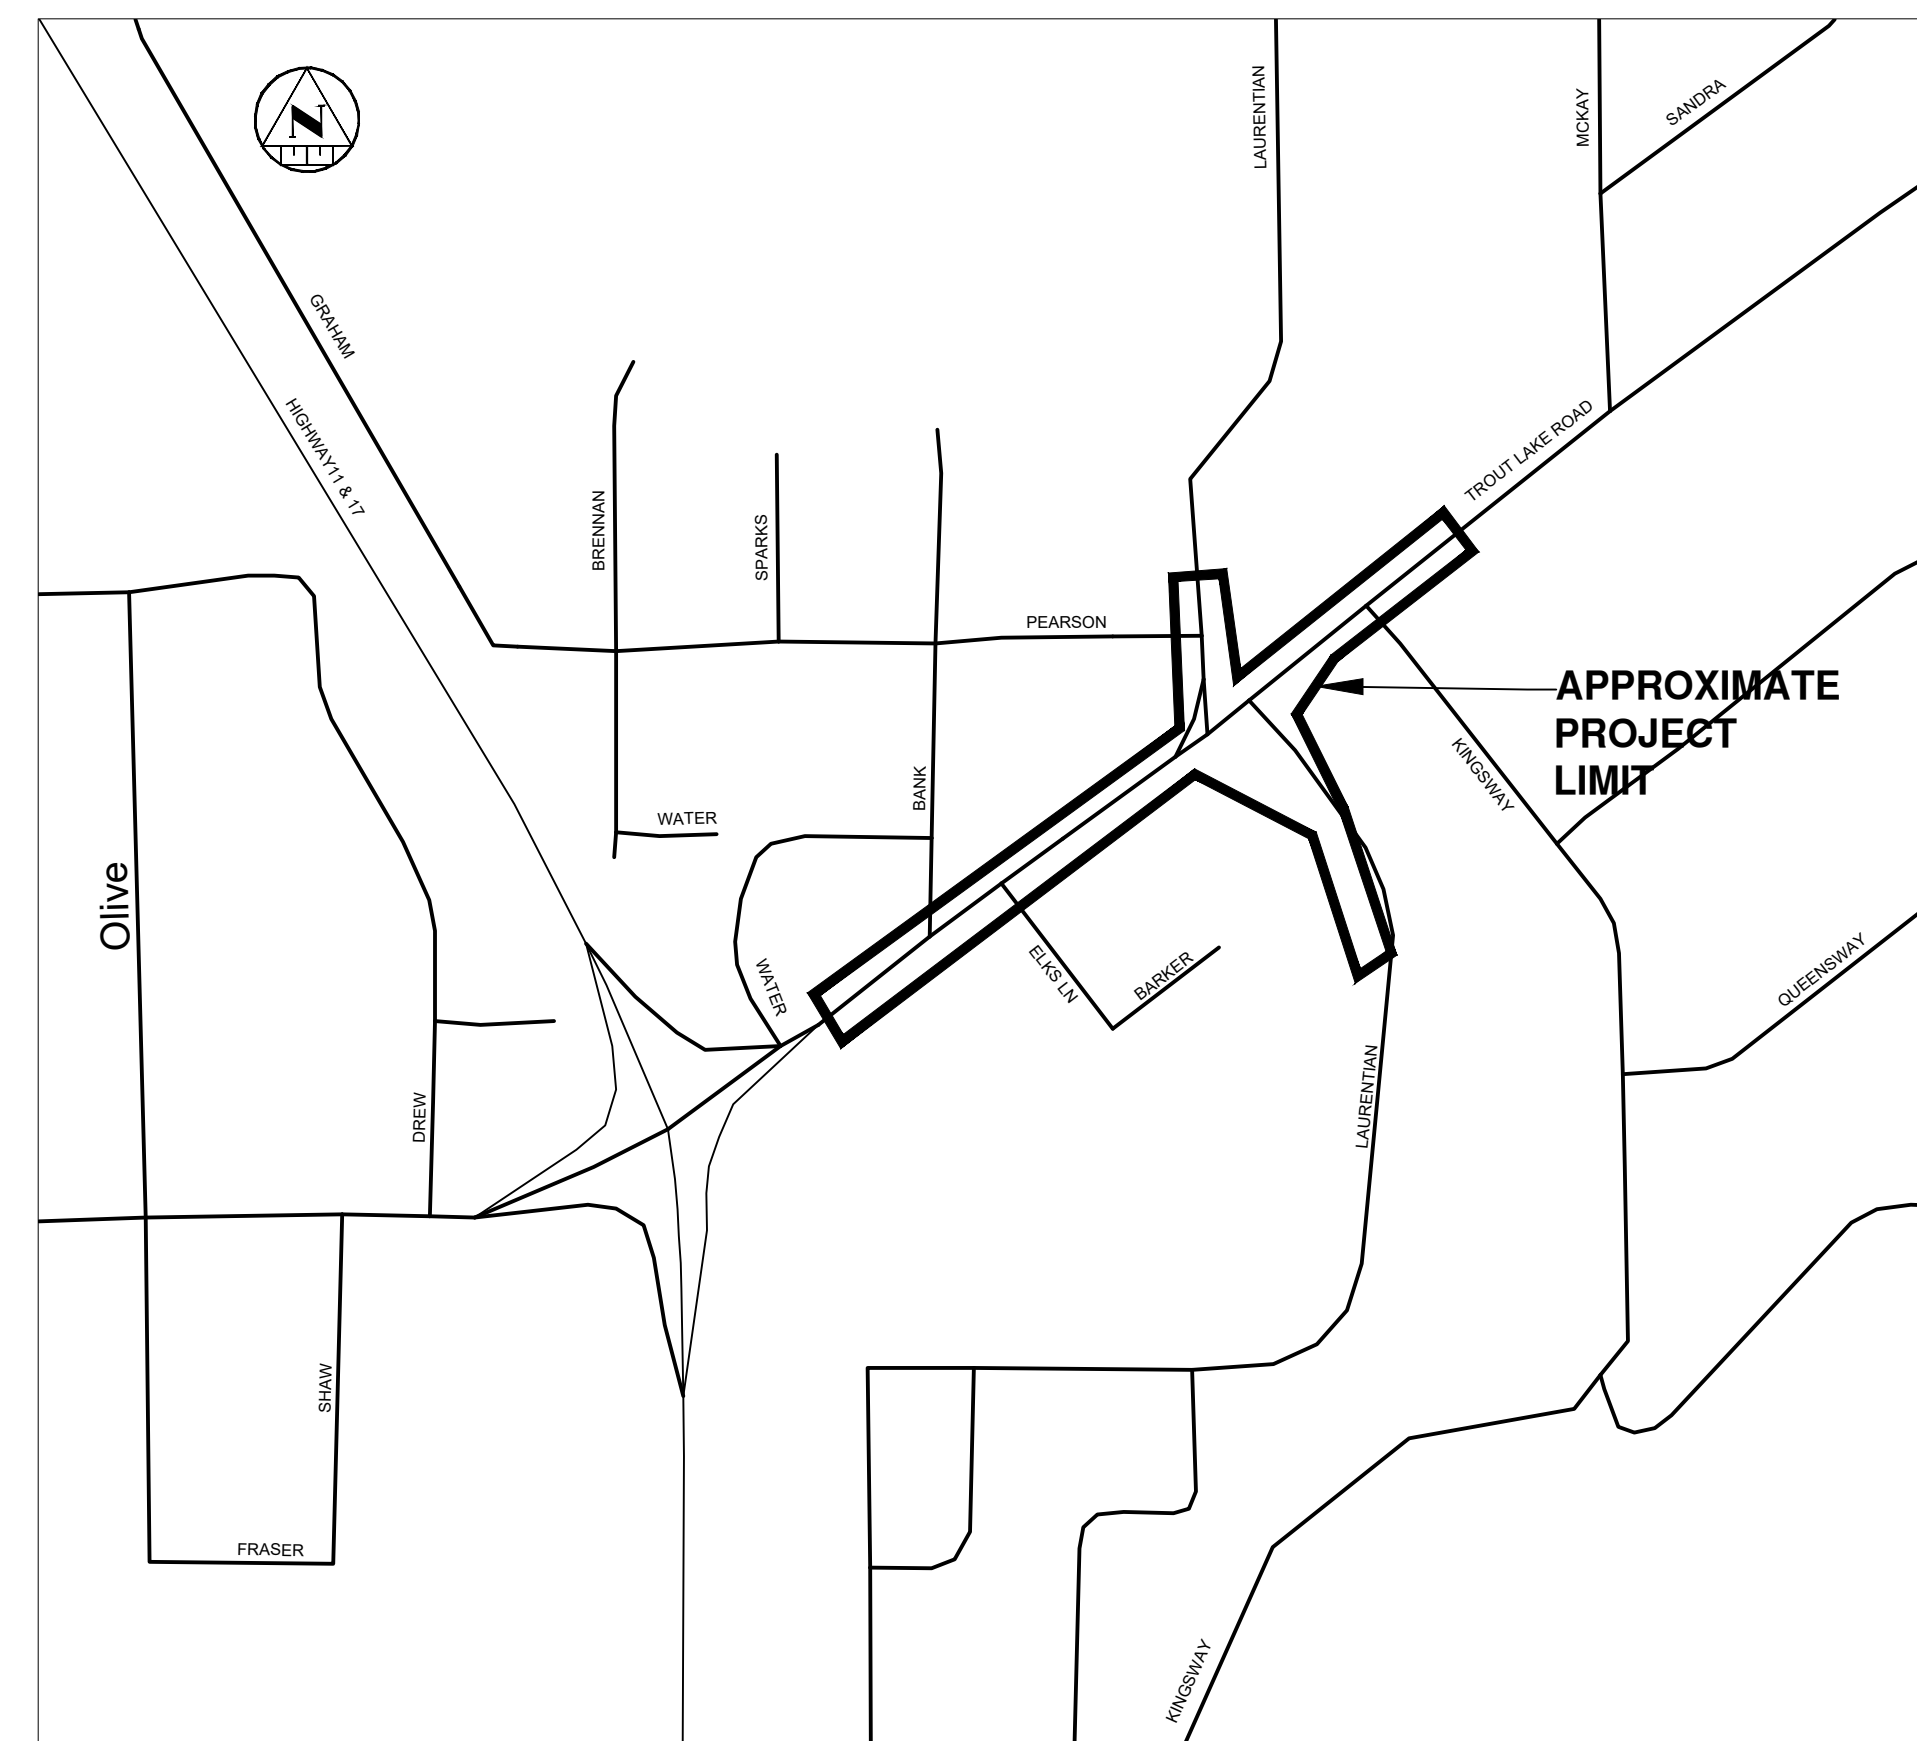 N
LAURENTIAN
MCKAY
SANDRA
GRAHAM
HIGHWAY11 & 17
TROUT LAKE ROAD
BRENNAN
SPARKS
PEARSON
APPROXIMATE
PROJECT
LIMIT
KINGSWAY
BANK
WATER
Olive
WATER
ELKS LN
BARKER
QUEENSWAY
DREW
LAURENTIAN
SHAW
FRASER
KINGSWAY